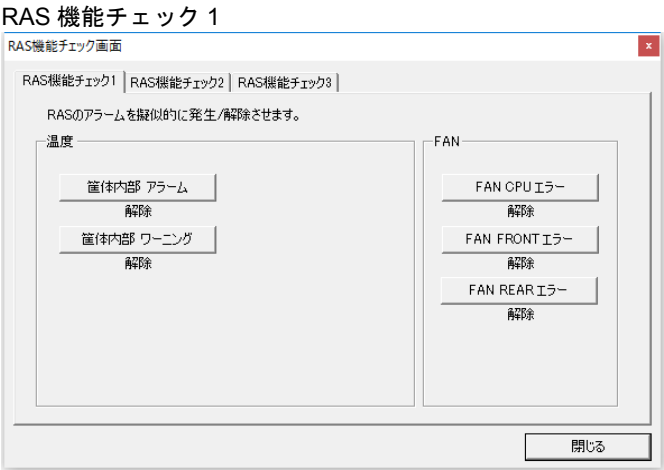 RAS 機能チェック 1
RAS機能チェック画面
x
RAS機能チェック1
RAS機能チェック2
RAS機能チェック3
RASのアラームを擬似的に発生/解除させます。
温度
筐体内部 アラーム
解除
筐体内部 ワーニング
解除
FAN
FAN CPU エラー
解除
FAN FRONT エラー
解除
FAN REAR エラー
解除
閉じる